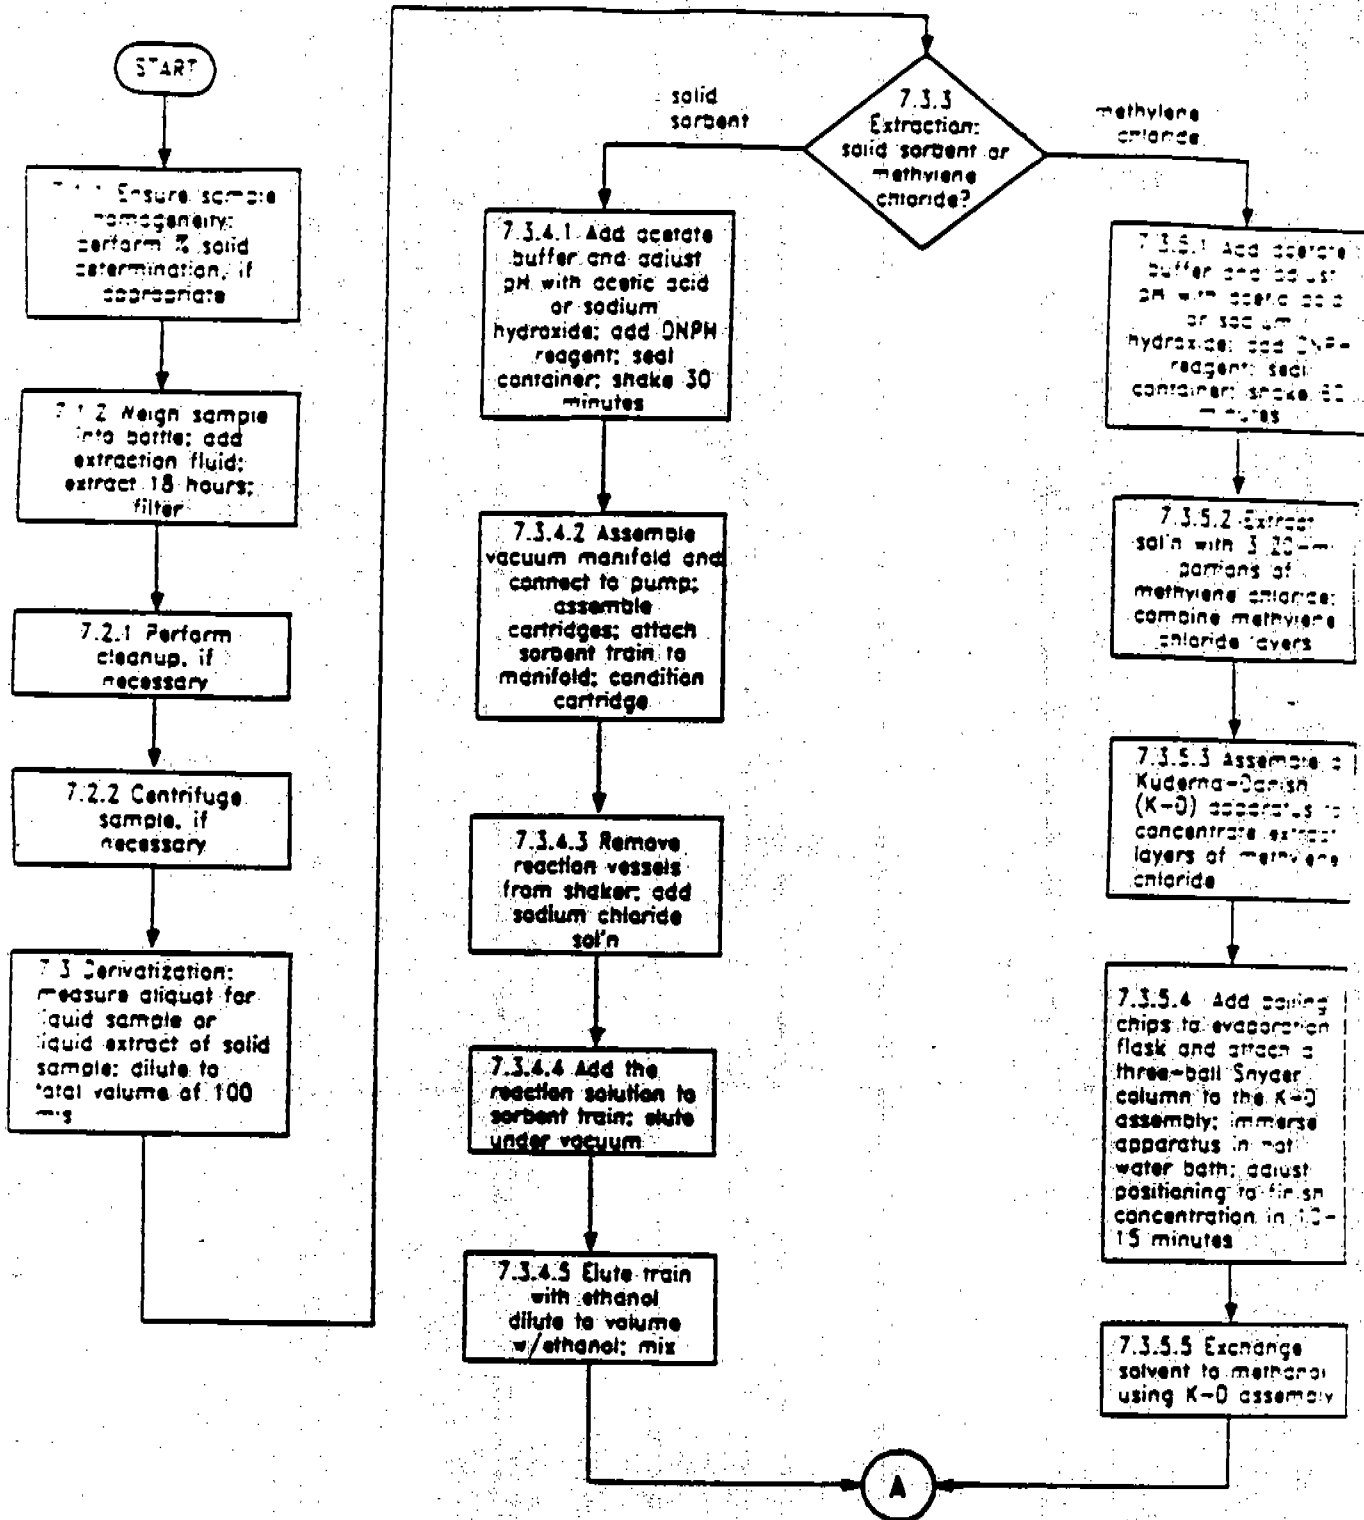 START
7.1.1 Ensure sample
homogeneity;
perform % solid
determination, if
appropriate
7.1.2 Weigh sample
into bottle; add
extraction fluid;
extract 18 hours;
filter
7.2.1 Perform
cleanup, if
necessary
7.2.2 Centrifuge
sample, if
necessary
7.3 Derivatization:
measure aliquot for
liquid sample or
liquid extract of solid
sample; dilute to
total volume of 100
mls
7.3.3
Extraction:
solid sorbent or
methylene
chloride?
solid
sorbent
methylene
chloride
7.3.4.1 Add acetate
buffer and adjust
pH with acetic acid
or sodium
hydroxide; add DNPH
reagent; seal
container; shake 30
minutes
7.3.4.2 Assemble
vacuum manifold and
connect to pump;
assemble
cartridges; attach
sorbent train to
manifold; condition
cartridge
7.3.4.3 Remove
reaction vessels
from shaker; add
sodium chloride
sol'n
7.3.4.4 Add the
reaction solution to
sorbent train; elute
under vacuum
7.3.4.5 Elute train
with ethanol
dilute to volume
w/ethanol; mix
7.3.5.1 Add acetate
buffer and adjust
pH with acetic acid
or sodium
hydroxide; add DNPH
reagent; seal
container; shake
minutes
7.3.5.2 Extract
sol'n with 3 20-ml
portions of
methylene chloride;
combine methylene
chloride layers
7.3.5.3 Assemble a
Kuderna-Danish
(K-D) apparatus to
concentrate extract
layers of methylene
chloride
7.3.5.4 Add boiling
chips to evaporation
flask and attach a
three-ball Snyder
column to the K-D
assembly; immerse
apparatus in hot
water bath; adjust
positioning to finish
concentration in 10-
15 minutes
7.3.5.5 Exchange
solvent to methanol
using K-D assembly
A